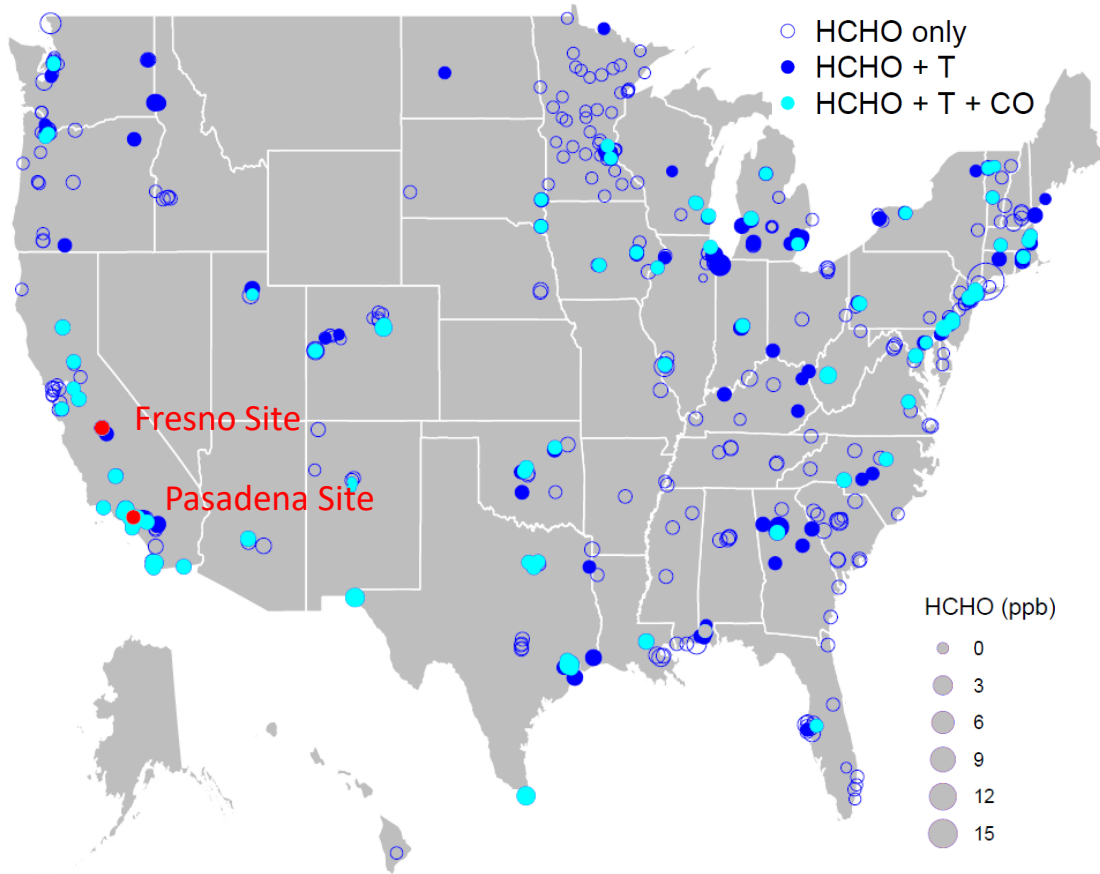 HCHO only
HCHO + T
HCHO + T + CO
Fresno Site
Pasadena Site
HCHO (ppb)
0
3
6
9
12
15